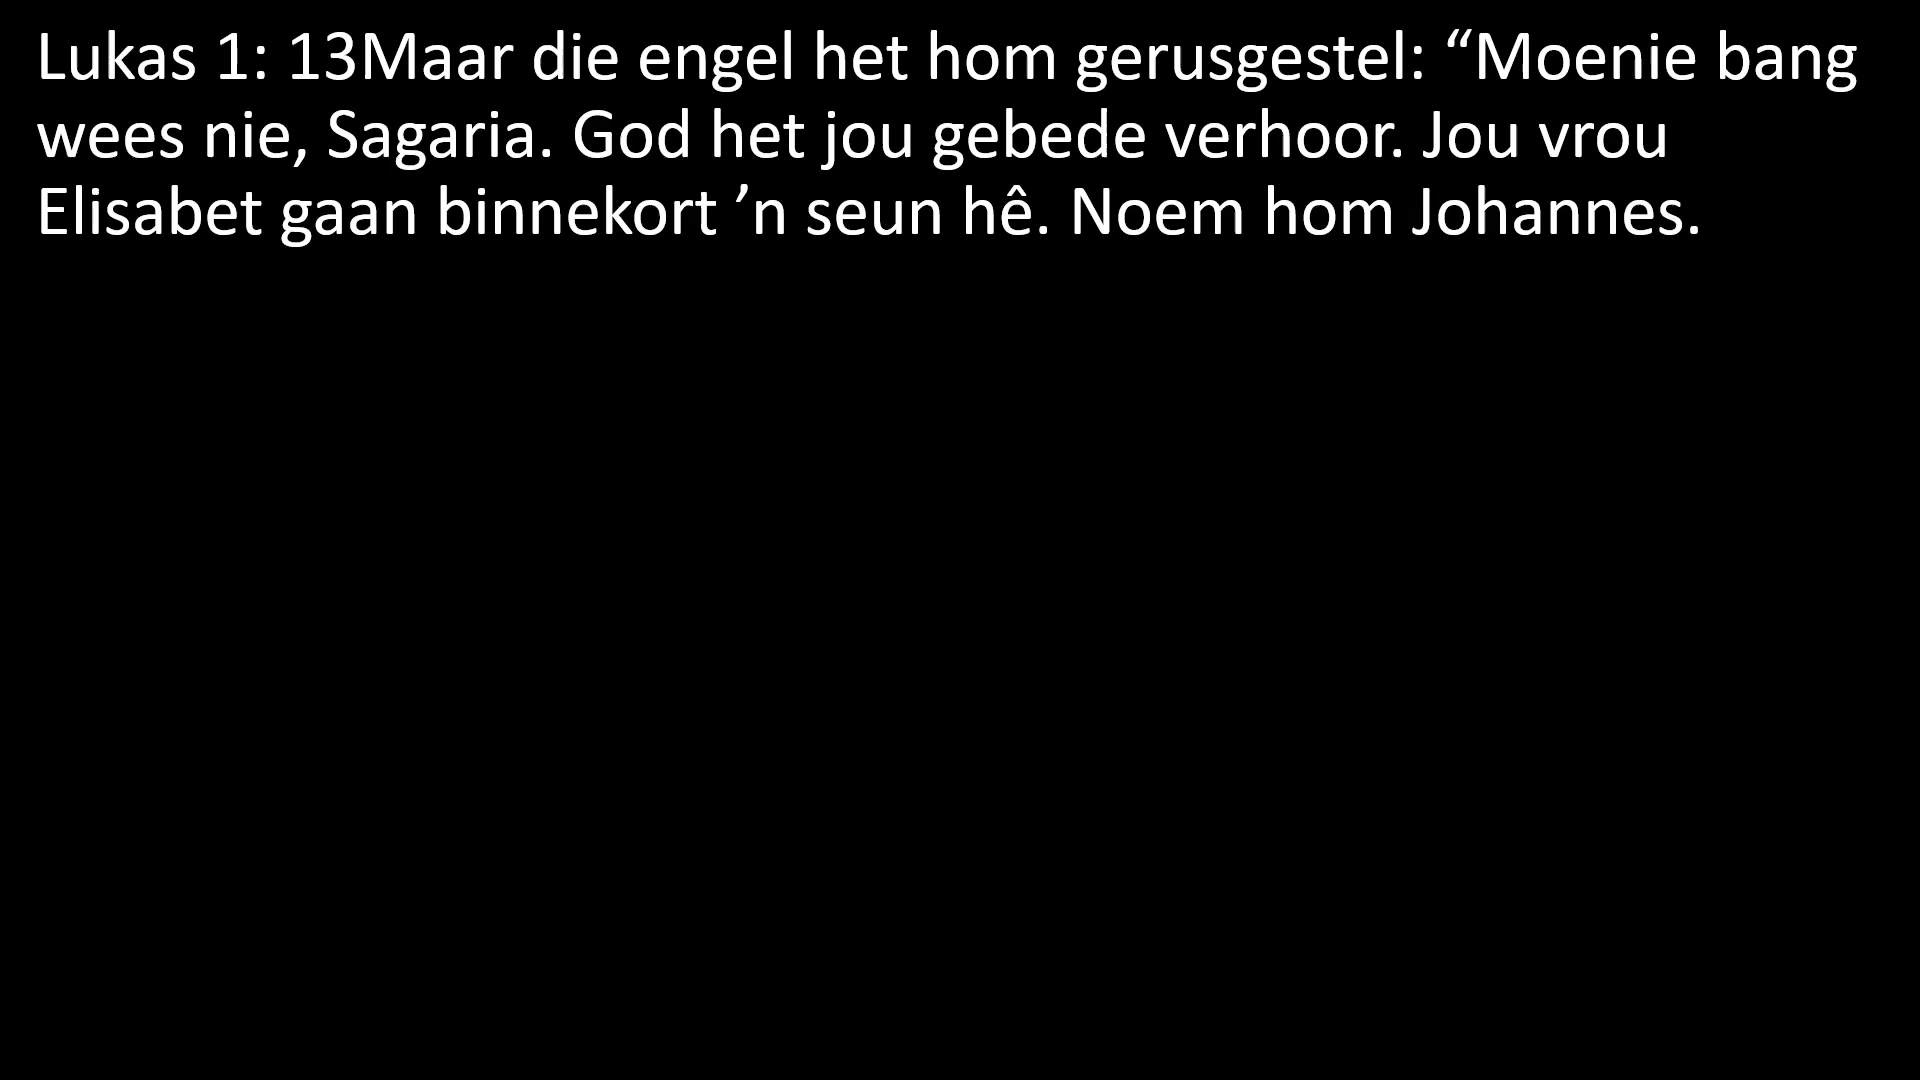 Lukas 1: 13Maar die engel het hom gerusgestel: “Moenie bang
wees nie, Sagaria. God het jou gebede verhoor. Jou vrou
Elisabet gaan binnekort ’n seun hê. Noem hom Johannes.